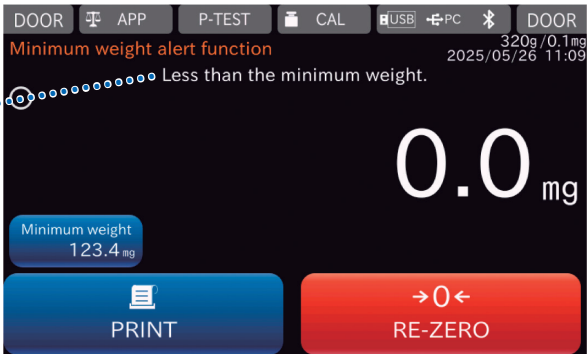 DOOR APP P-TEST CAL USB PC DOOR
Minimum weight alert function 320g/0.1mg
2025/05/26 11:09
Less than the minimum weight.
0.0 mg
Minimum weight
123.4 mg
PRINT
→0←
RE-ZERO